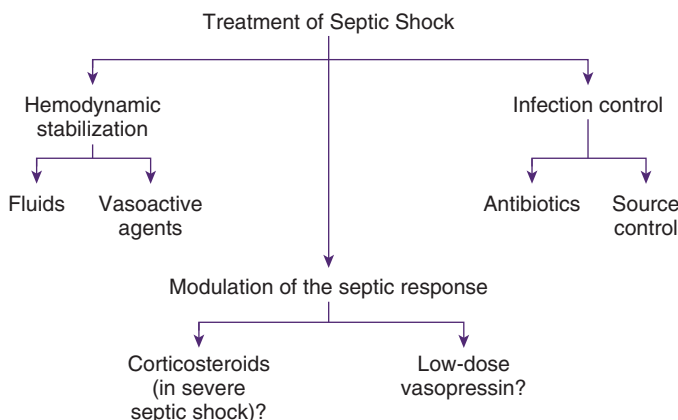 Treatment of Septic Shock
Hemodynamic
stabilization
Infection control
Fluids
Vasoactive
agents
Antibiotics
Source
control
Modulation of the septic response
Corticosteroids
(in severe
septic shock)?
Low-dose
vasopressin?